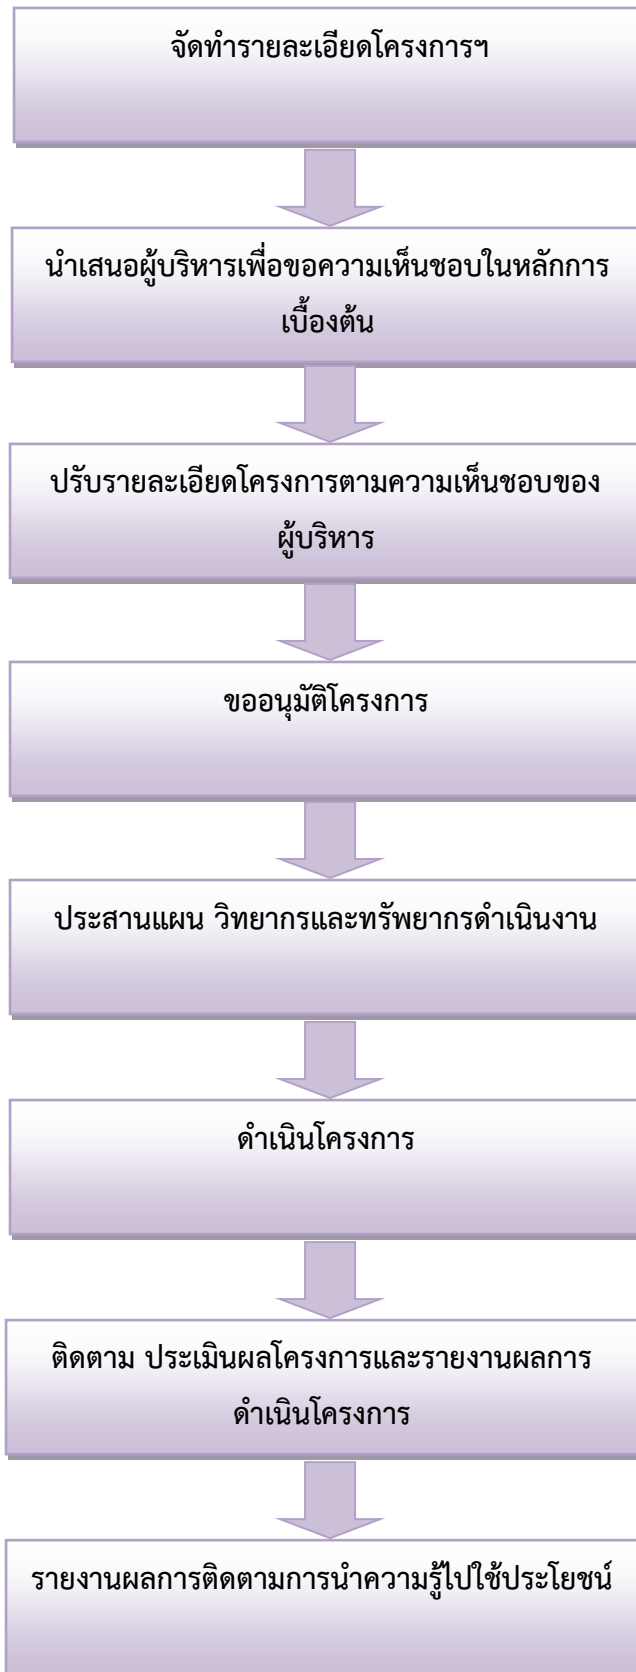 จัดทำรายละเอียดโครงการฯ
นำเสนอผู้บริหารเพื่อขอความเห็นชอบในหลักการ
เบื้องต้น
ปรับรายละเอียดโครงการตามความเห็นชอบของ
ผู้บริหาร
ขออนุมัติโครงการ
ประสานแผน วิทยากรและทรัพยากรดำเนินงาน
ดำเนินโครงการ
ติดตาม ประเมินผลโครงการและรายงานผลการ
ดำเนินโครงการ
รายงานผลการติดตามการนำความรู้ไปใช้ประโยชน์